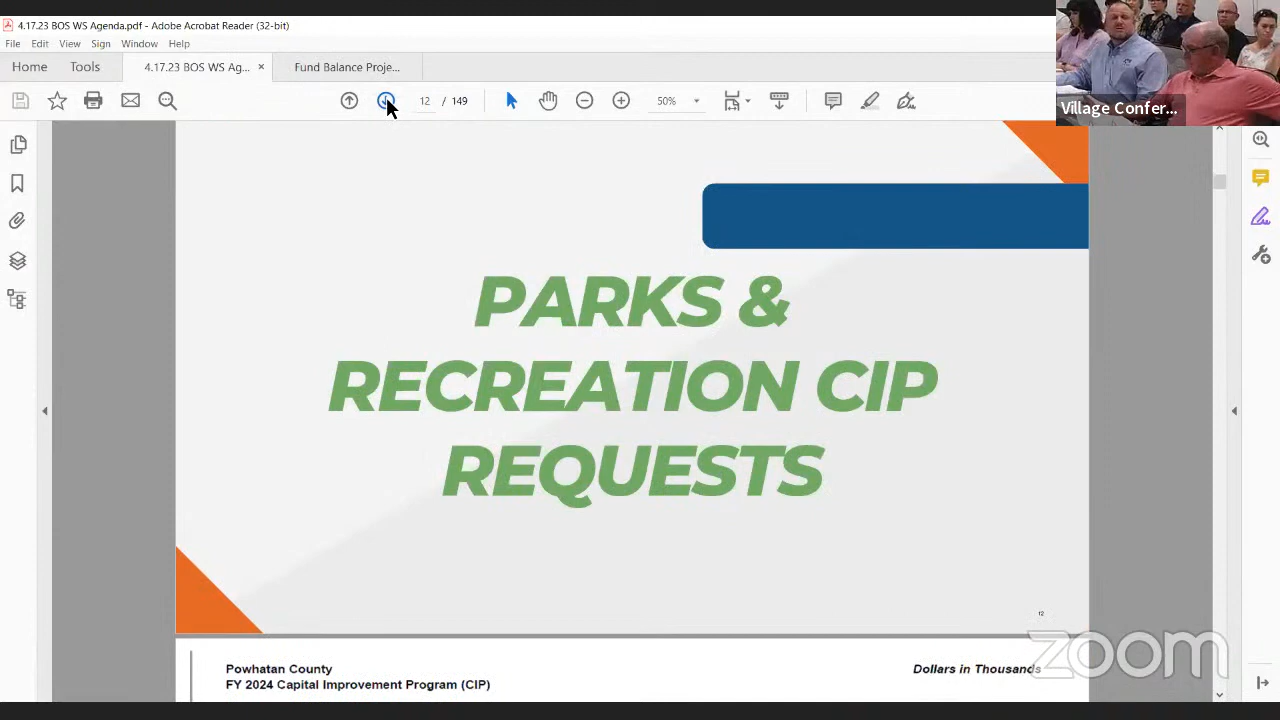 4.17.23 BOS WS Agenda.pdf - Adobe Acrobat Reader (32-bit)
File Edit View Sign Window Help
Home Tools 4.17.23 BOS WS Ag... × Fund Balance Proje...
12 / 149 50%
Village Confer...
PARKS &
RECREATION CIP
REQUESTS
12
Powhatan County
Dollars in Thousands
FY 2024 Capital Improvement Program (CIP)
zoom